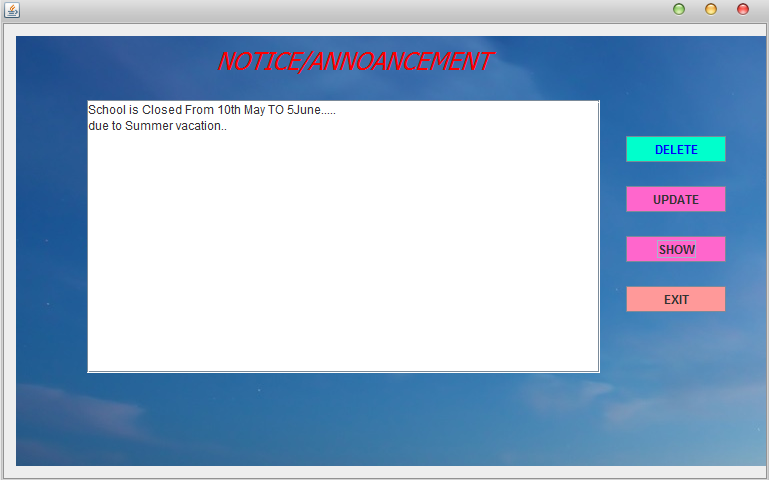 NOTICE/ANNOANCEMENT
School is Closed From 10th May TO 5June.....
due to Summer vacation..
DELETE
UPDATE
SHOW
EXIT